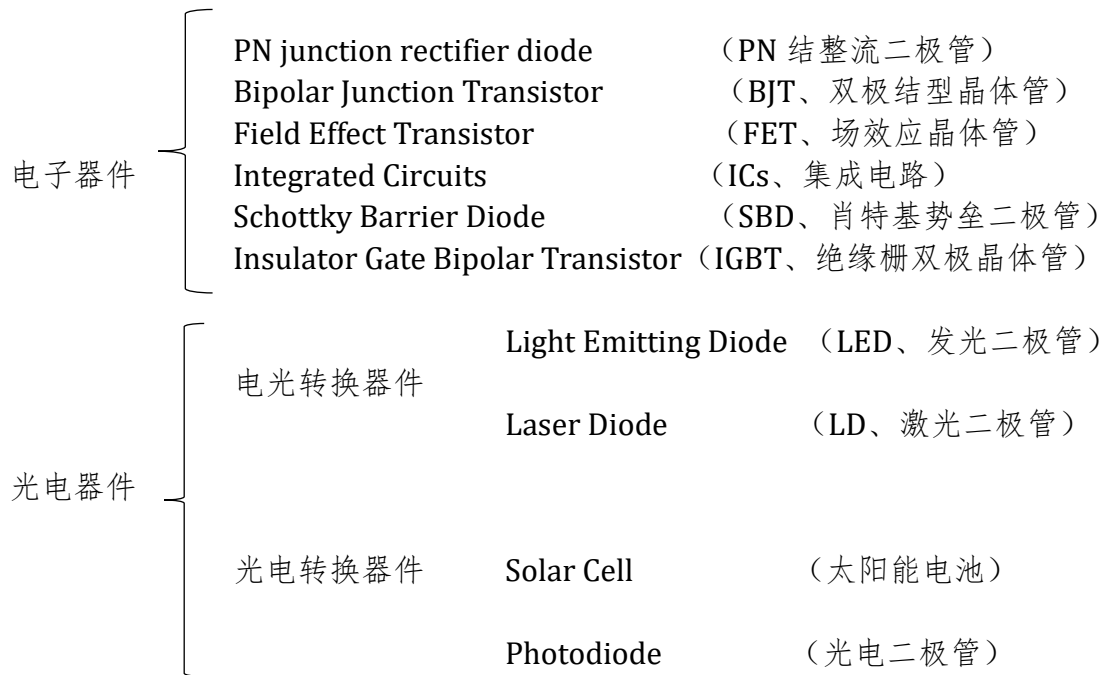 PN junction rectifier diode （PN 结整流二极管）
Bipolar Junction Transistor （BJT、双极结型晶体管）
Field Effect Transistor （FET、场效应晶体管）
电子器件 Integrated Circuits （ICs、集成电路）
Schottky Barrier Diode （SBD、肖特基势垒二极管）
Insulator Gate Bipolar Transistor（IGBT、绝缘栅双极晶体管）
Light Emitting Diode （LED、发光二极管）
电光转换器件
Laser Diode （LD、激光二极管）
光电器件
光电转换器件 Solar Cell （太阳能电池）
Photodiode （光电二极管）